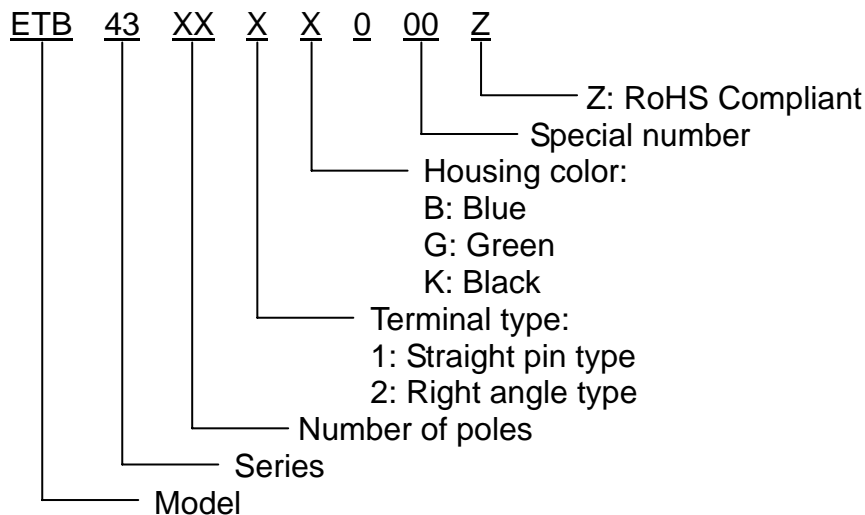 ETB 43 XX X X 0 00 Z
Z: RoHS Compliant
Special number
Housing color:
B: Blue
G: Green
K: Black
Terminal type:
1: Straight pin type
2: Right angle type
Number of poles
Series
Model